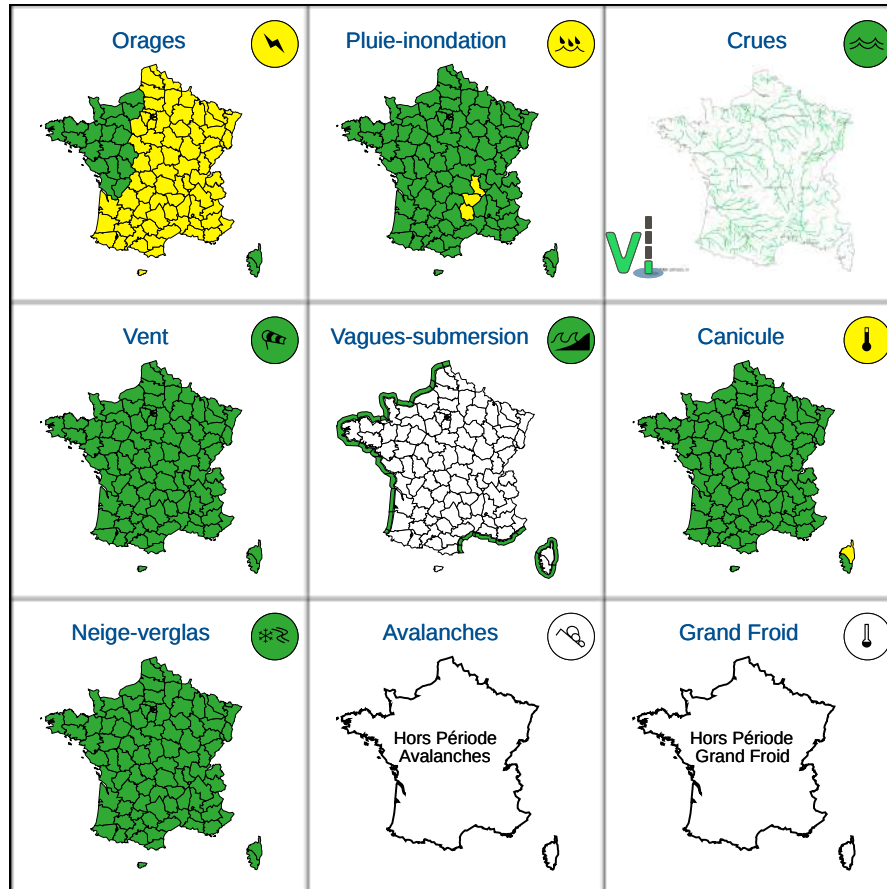 Orages
Pluie-inondation
Crues
Vent
Vagues-submersion
Canicule
Neige-verglas
Avalanches
Grand Froid
Hors Période
Avalanches
Hors Période
Grand Froid